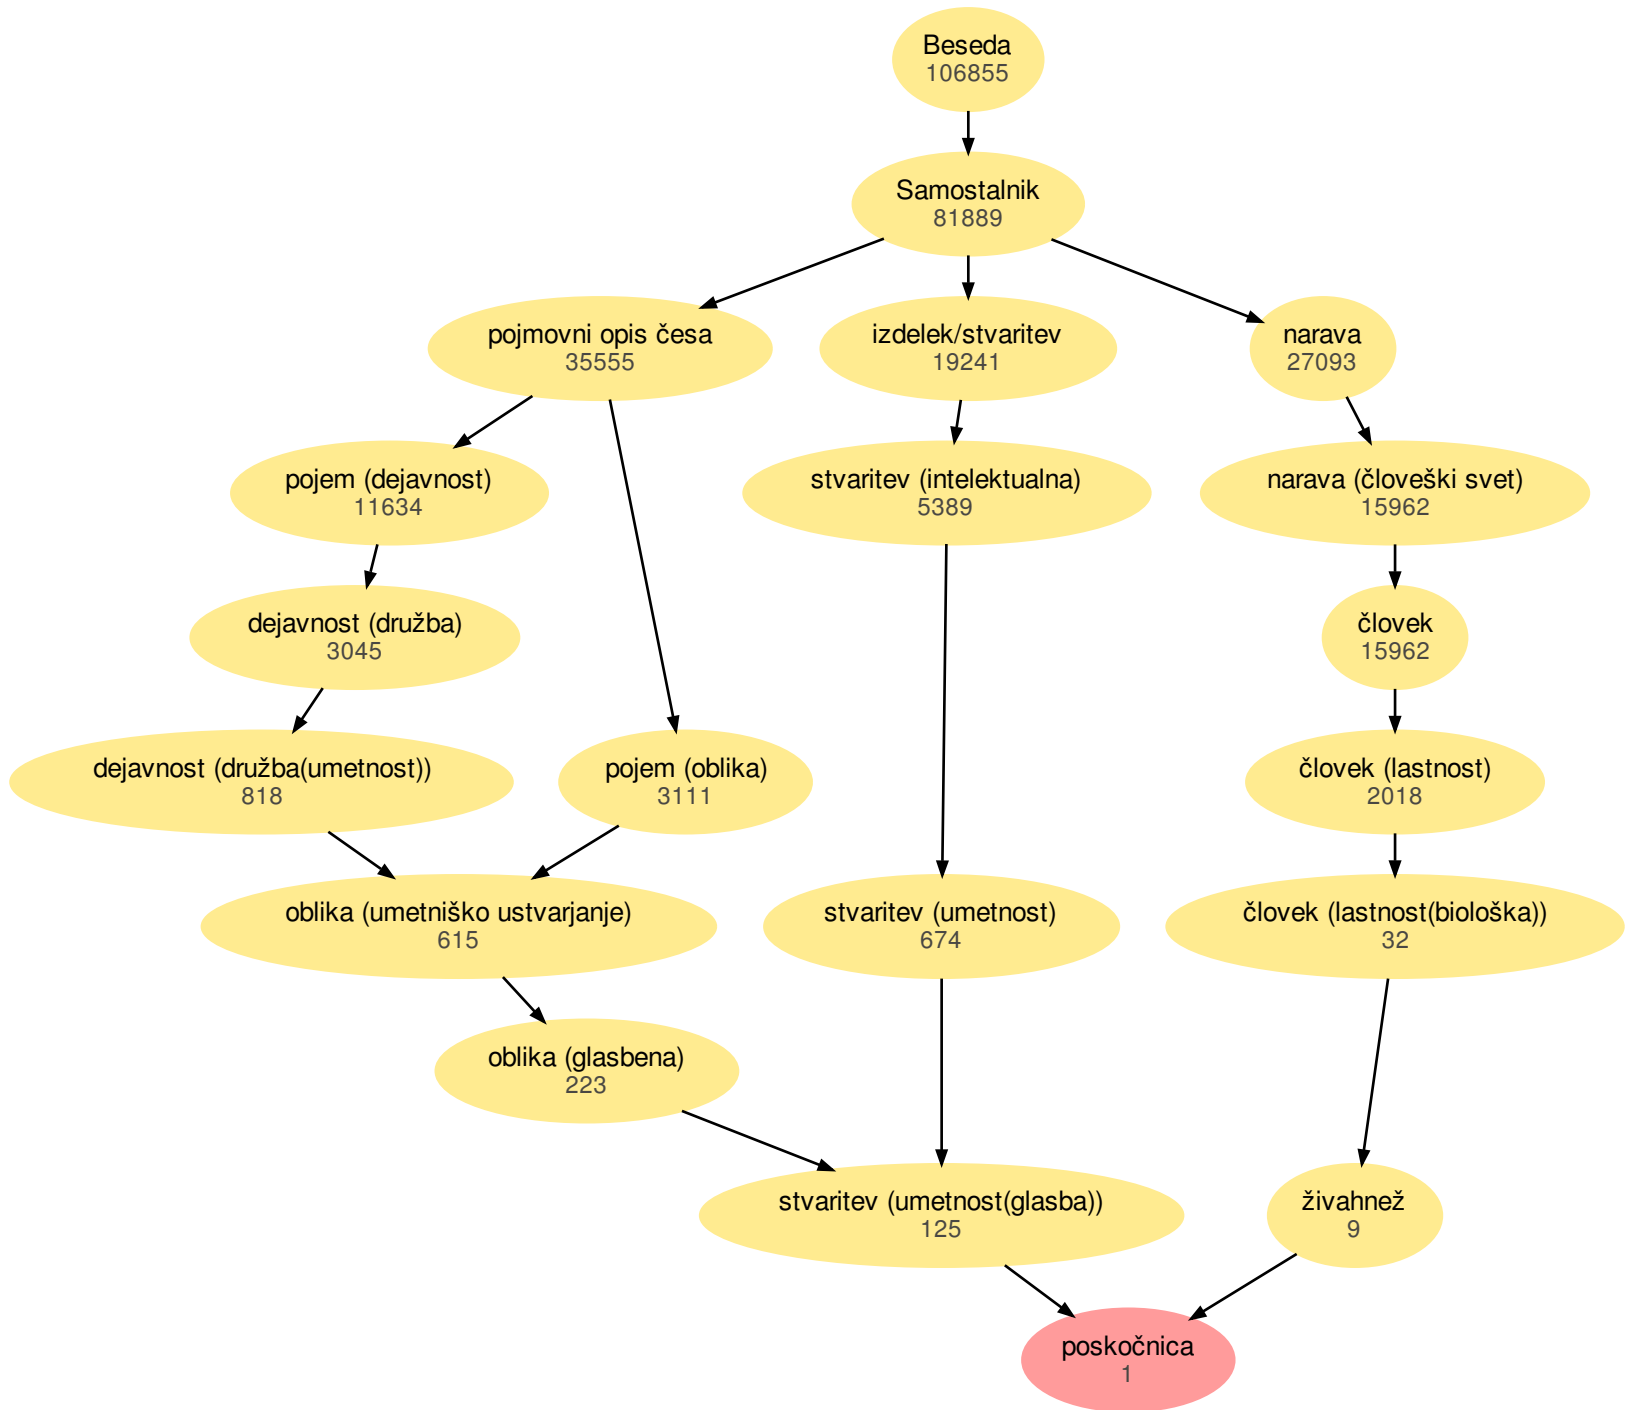 Beseda
106855
Samostalnik
81889
pojmovni opis česa
35555
izdelek/stvaritev
19241
narava
27093
pojem (dejavnost)
11634
stvaritev (intelektualna)
5389
narava (človeški svet)
15962
dejavnost (družba)
3045
človek
15962
dejavnost (družba(umetnost))
818
pojem (oblika)
3111
človek (lastnost)
2018
oblika (umetniško ustvarjanje)
615
stvaritev (umetnost)
674
človek (lastnost(biološka))
32
oblika (glasbena)
223
stvaritev (umetnost(glasba))
125
živahnež
9
poskočnica
1